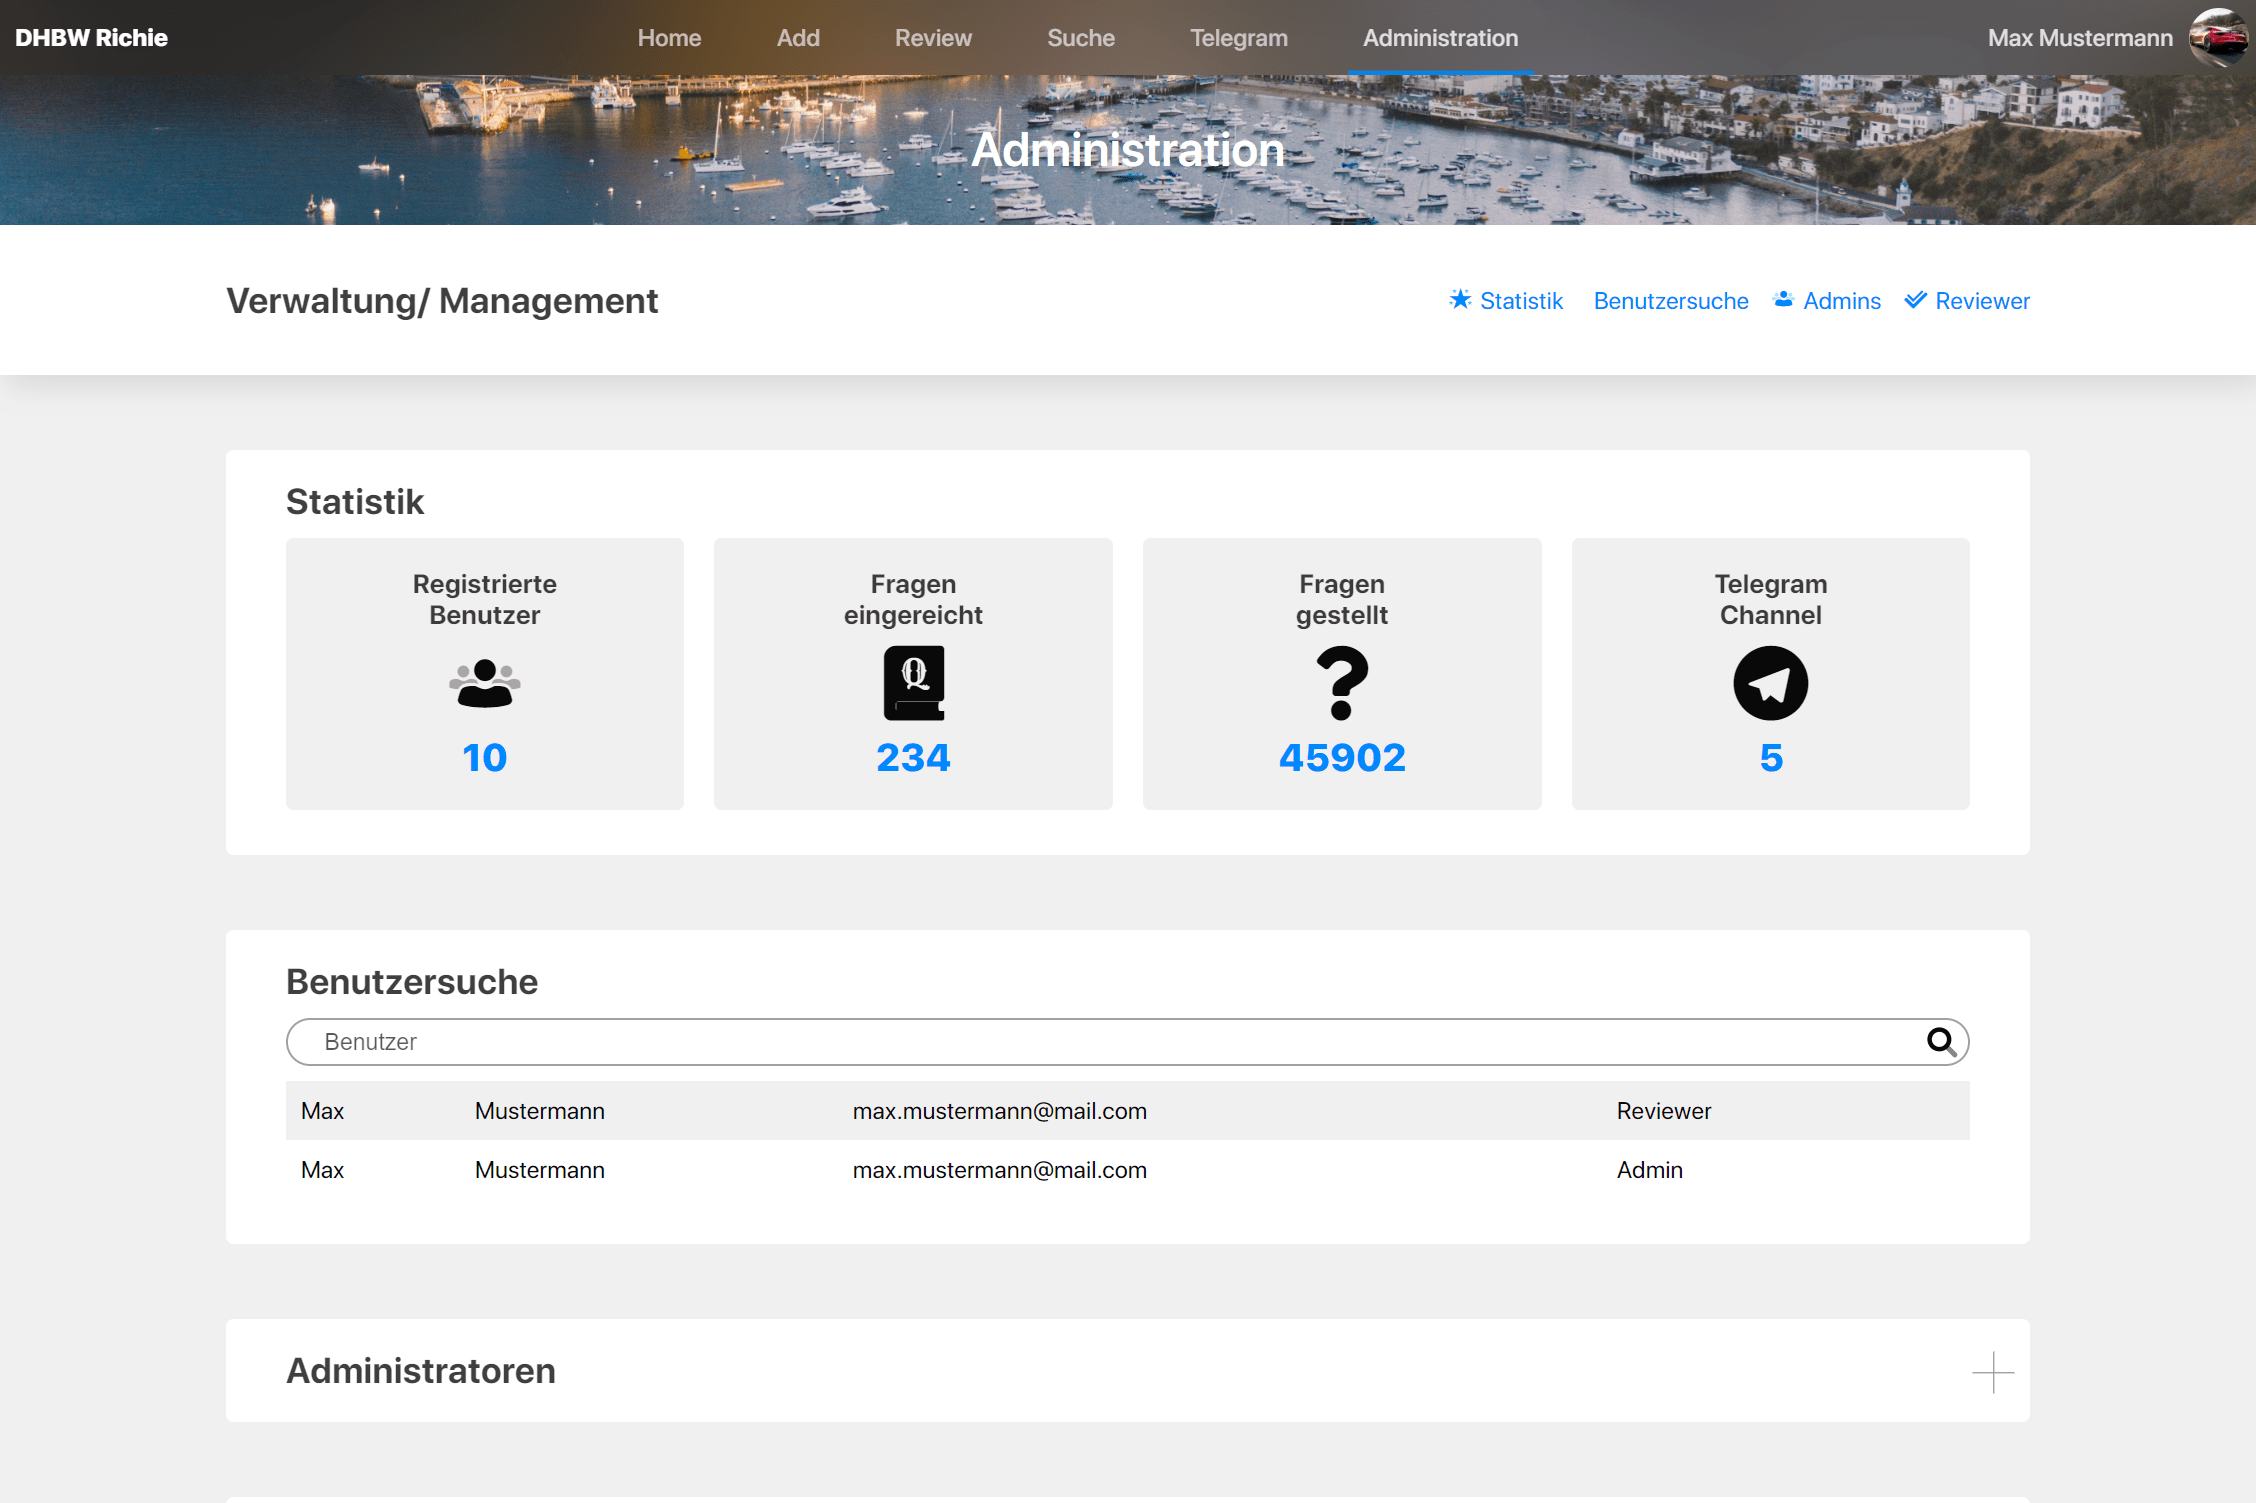 DHBW Richie Home Add Review Suche Telegram Administration Max Mustermann
Administration
Verwaltung/ Management Statistik Benutzersuche Admins Reviewer
Statistik
Registrierte
Benutzer
10
Fragen
eingereicht
Q
234
Fragen
gestellt
?
45902
Telegram
Channel
5
Benutzersuche
Benutzer
Max Mustermann max.mustermann@mail.com Reviewer
Max Mustermann max.mustermann@mail.com Admin
Administratoren